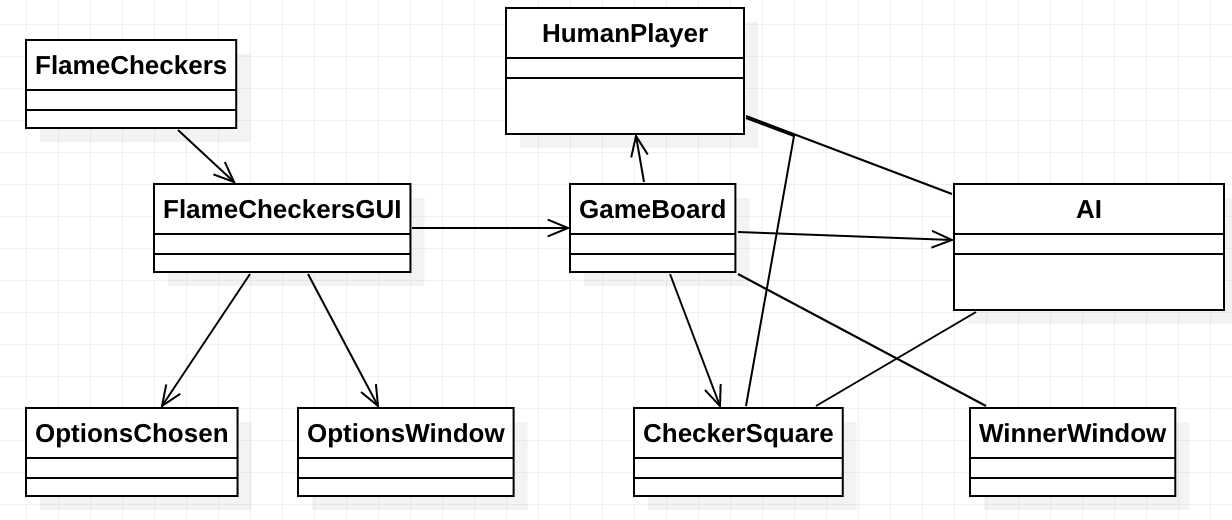 HumanPlayer
FlameCheckers
FlameCheckersGUI
GameBoard
AI
OptionsChosen
OptionsWindow
CheckerSquare
WinnerWindow